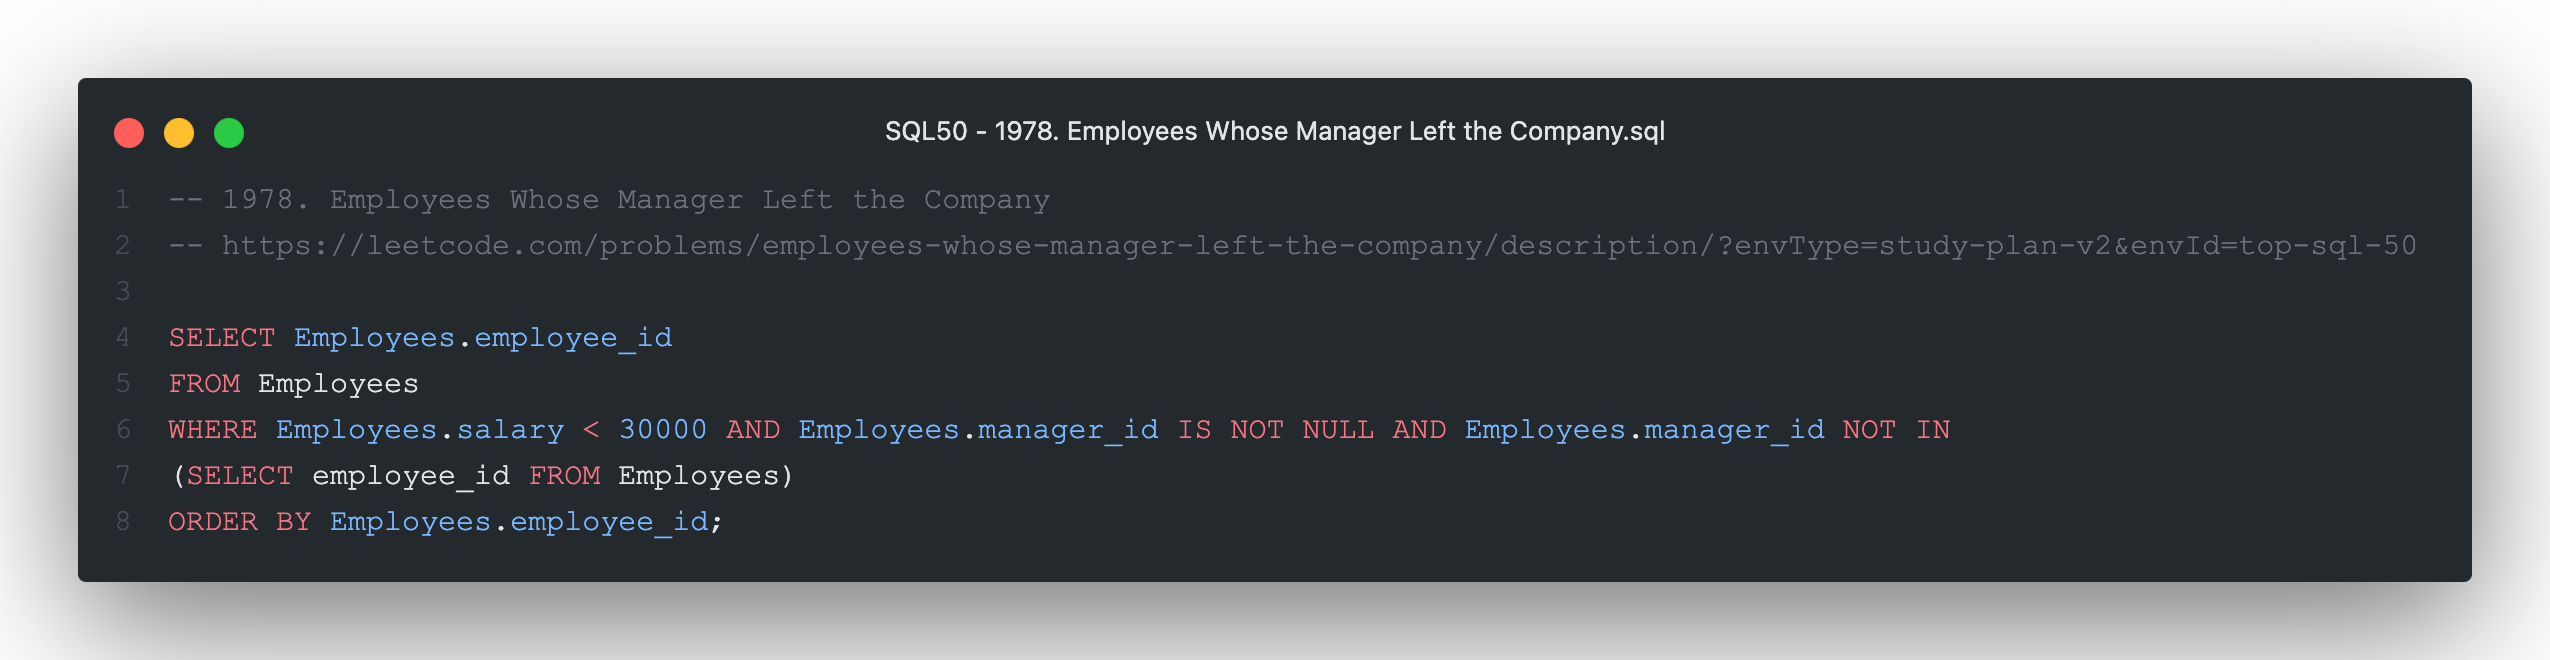 SQL50 - 1978. Employees Whose Manager Left the Company.sql
1 -- 1978. Employees Whose Manager Left the Company
2 -- https://leetcode.com/problems/employees-whose-manager-left-the-company/description/?envType=study-plan-v2&envId=top-sql-50
3
4 SELECT Employees.employee_id
5 FROM Employees
6 WHERE Employees.salary < 30000 AND Employees.manager_id IS NOT NULL AND Employees.manager_id NOT IN
7 (SELECT employee_id FROM Employees)
8 ORDER BY Employees.employee_id;